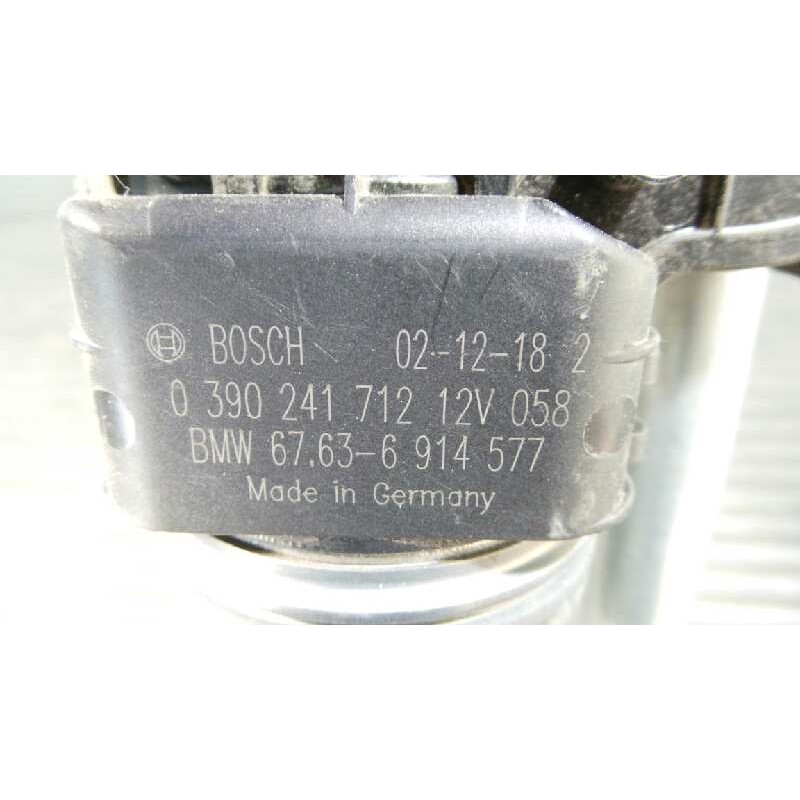 BOSCH 02-12-18 2
0 390 241 712 12V 058
BMW 67.63-6 914 577
Made in Germany